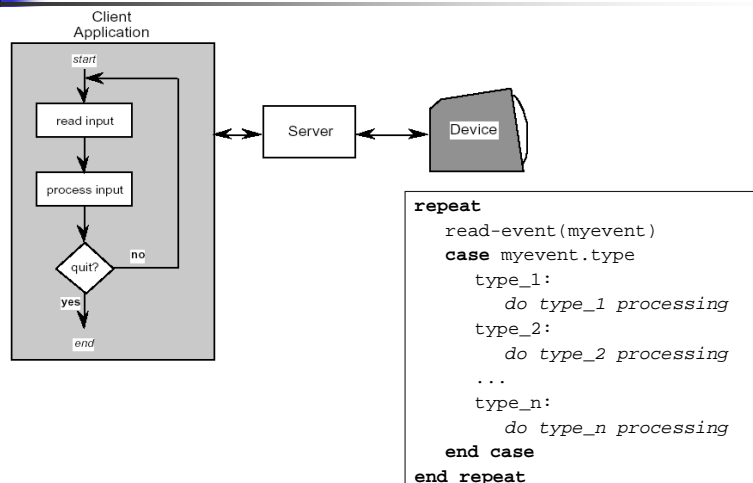 Client
Application
start
read input
process input
quit?
no
yes
end
Server
Device
repeat
read-event(myevent)
case myevent.type
type_1:
do type_1 processing
type_2:
do type_2 processing
...
type_n:
do type_n processing
end case
end repeat